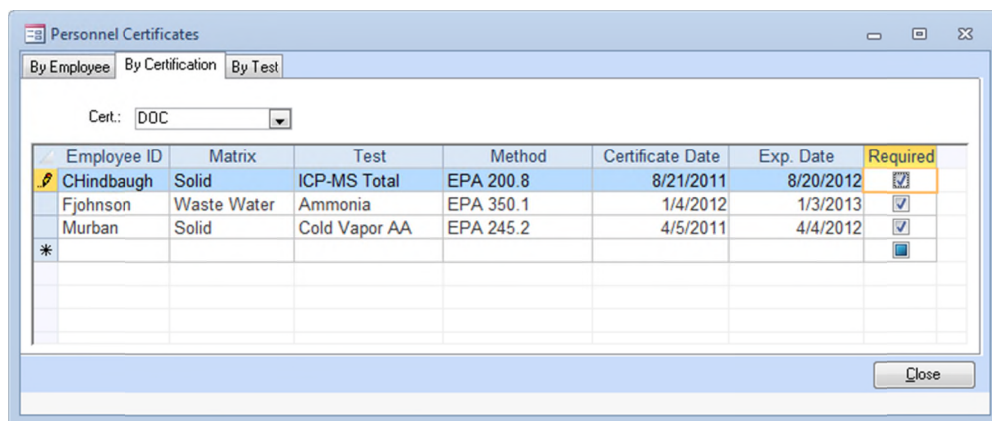 Personnel Certificates
By Employee By Certification By Test
Cert.: DOC
Employee ID Matrix Test Method Certificate Date Exp. Date Required
CHindbaugh Solid ICP-MS Total EPA 200.8 8/21/2011 8/20/2012
Fjohnson Waste Water Ammonia EPA 350.1 1/4/2012 1/3/2013
Murban Solid Cold Vapor AA EPA 245.2 4/5/2011 4/4/2012
Close